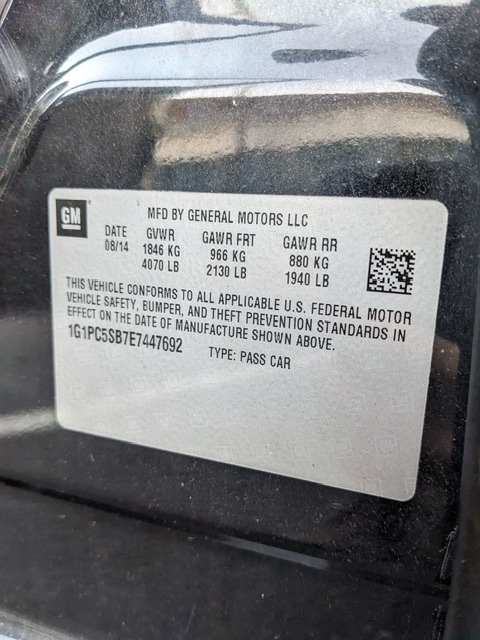 GM
MFD BY GENERAL MOTORS LLC
DATE GVWR GAWR FRT GAWR RR
08/14 1846 KG 966 KG 880 KG
4070 LB 2130 LB 1940 LB
THIS VEHICLE CONFORMS TO ALL APPLICABLE U.S. FEDERAL MOTOR
VEHICLE SAFETY, BUMPER, AND THEFT PREVENTION STANDARDS IN
EFFECT ON THE DATE OF MANUFACTURE SHOWN ABOVE.
1G1PC5SB7E7447692 TYPE: PASS CAR